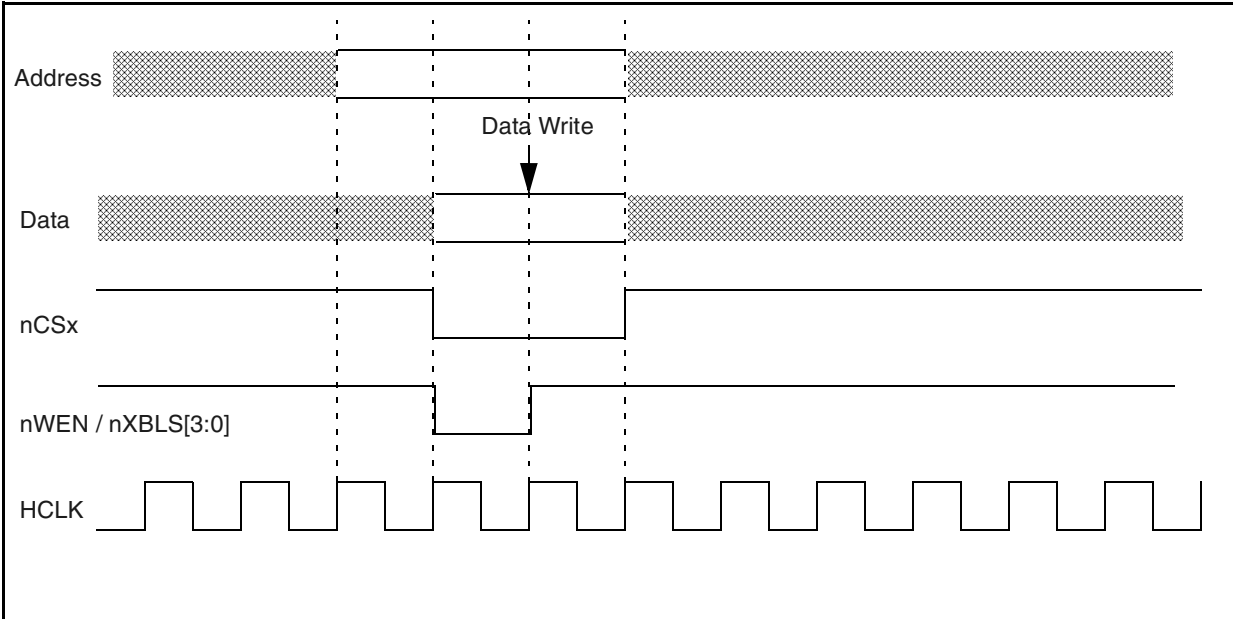 Address
Data Write
Data
nCSx
nWEN / nXBLS[3:0]
HCLK